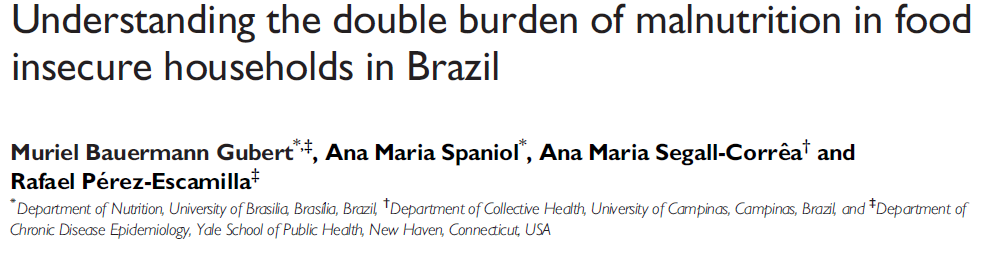 Understanding the double burden of malnutrition in food
insecure households in Brazil
Muriel Bauermann Gubert*,‡, Ana Maria Spaniol*, Ana Maria Segall-Corrêa† and
Rafael Pérez-Escamilla‡
*Department of Nutrition, University of Brasilia, Brasília, Brazil, †Department of Collective Health, University of Campinas, Campinas, Brazil, and ‡Department of
Chronic Disease Epidemiology, Yale School of Public Health, New Haven, Connecticut, USA